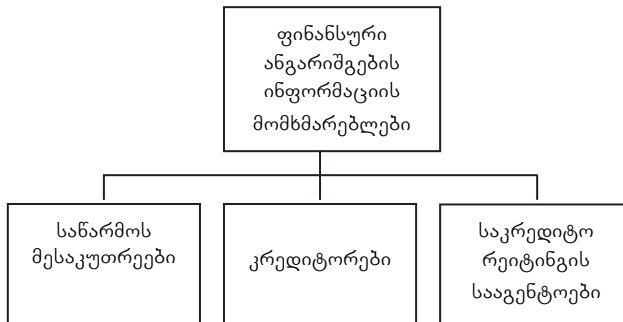 ფინანსური
ანგარიშგების
ინფორმაციის
მომხმარებლები
საწარმოს
მესაკუთრეები
კრედიტორები
საკრედიტო
რეიტინგის
სააგენტოები